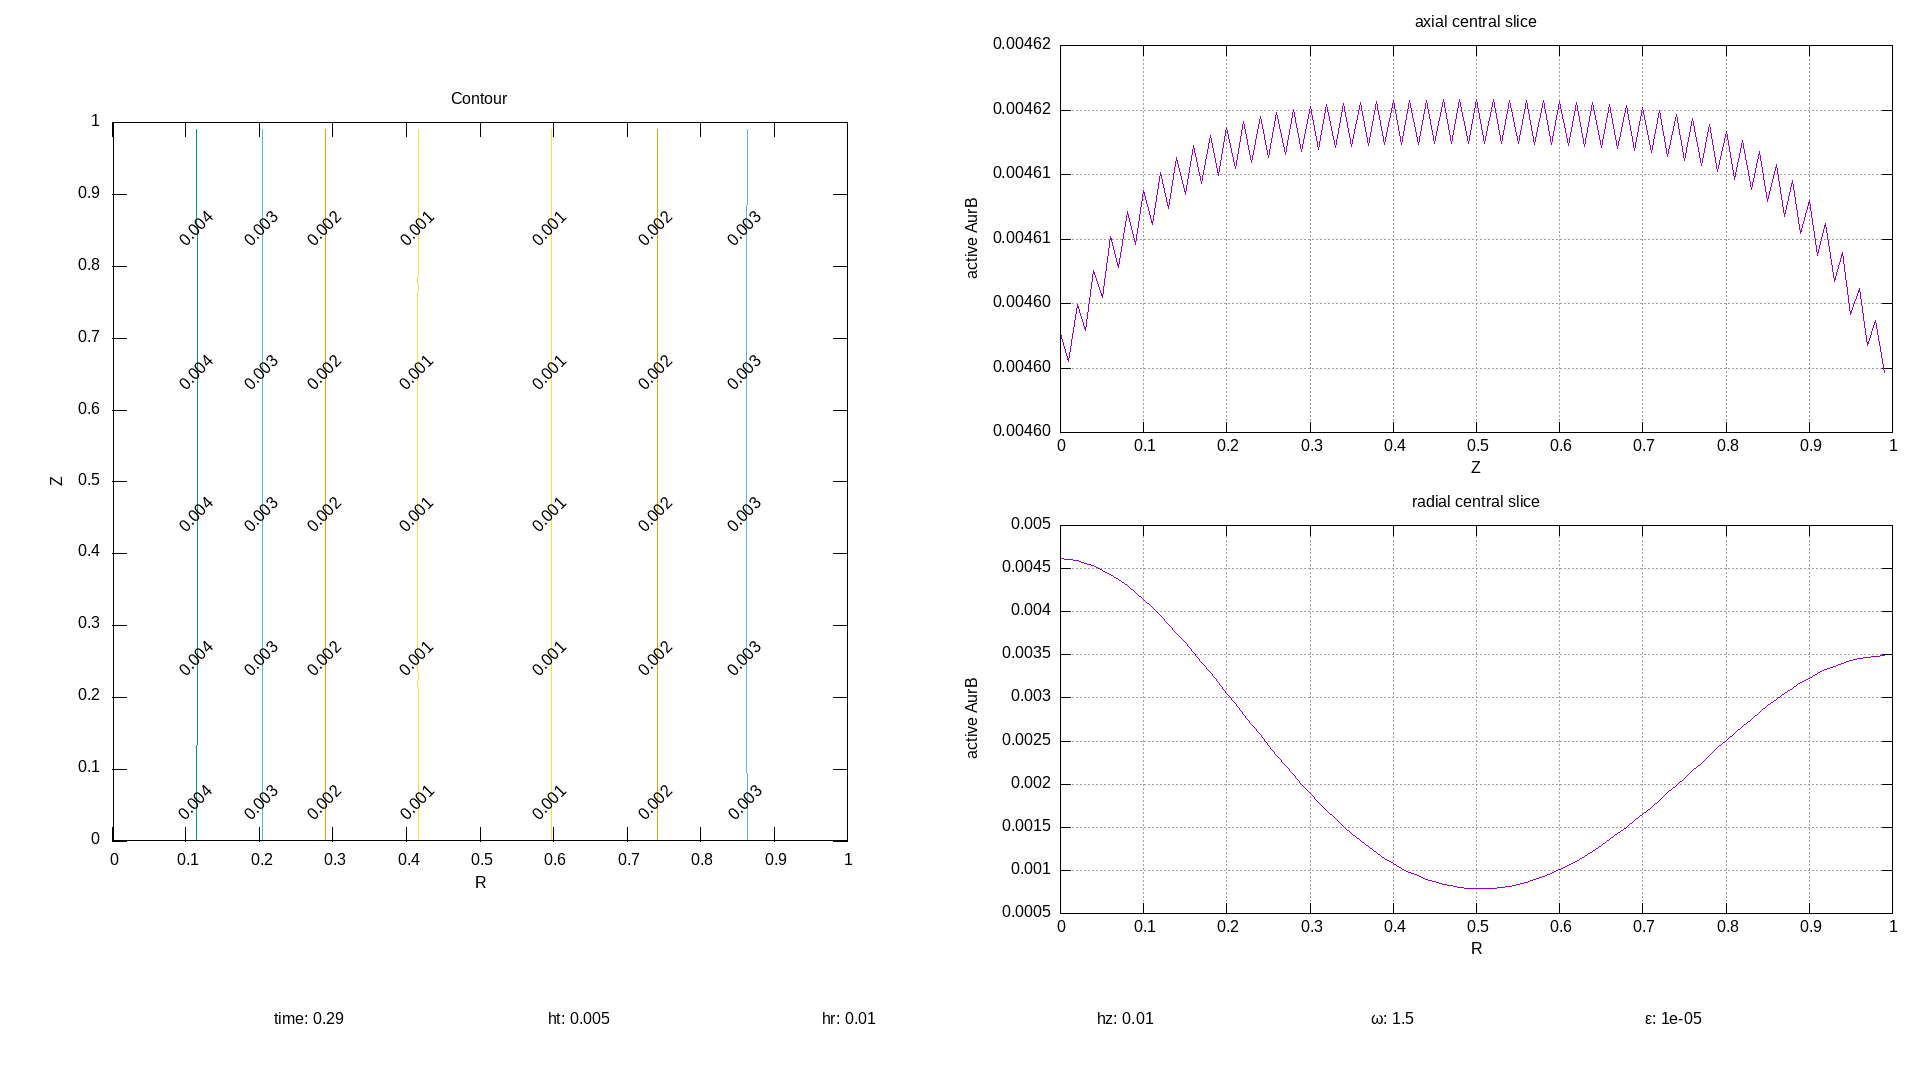 Contour
1
0.9
0.8
0.7
0.6
0.5
0.4
0.3
0.2
0.1
0
Z
0.004 0.003 0.002 0.001 0.001 0.002 0.003
0.004 0.003 0.002 0.001 0.001 0.002 0.003
0.004 0.003 0.002 0.001 0.001 0.002 0.003
0.004 0.003 0.002 0.001 0.001 0.002 0.003
0.004 0.003 0.002 0.001 0.001 0.002 0.003
0 0.1 0.2 0.3 0.4 0.5 0.6 0.7 0.8 0.9 1
R
axial central slice
0.00462
0.00462
0.00461
0.00461
0.00460
0.00460
0.00460
active AurB
0 0.1 0.2 0.3 0.4 0.5 0.6 0.7 0.8 0.9 1
Z
radial central slice
0.005
0.0045
0.004
0.0035
0.003
0.0025
0.002
0.0015
0.001
0.0005
active AurB
0 0.1 0.2 0.3 0.4 0.5 0.6 0.7 0.8 0.9 1
R
time: 0.29 ht: 0.005 hr: 0.01 hz: 0.01 ω: 1.5 ε: 1e-05